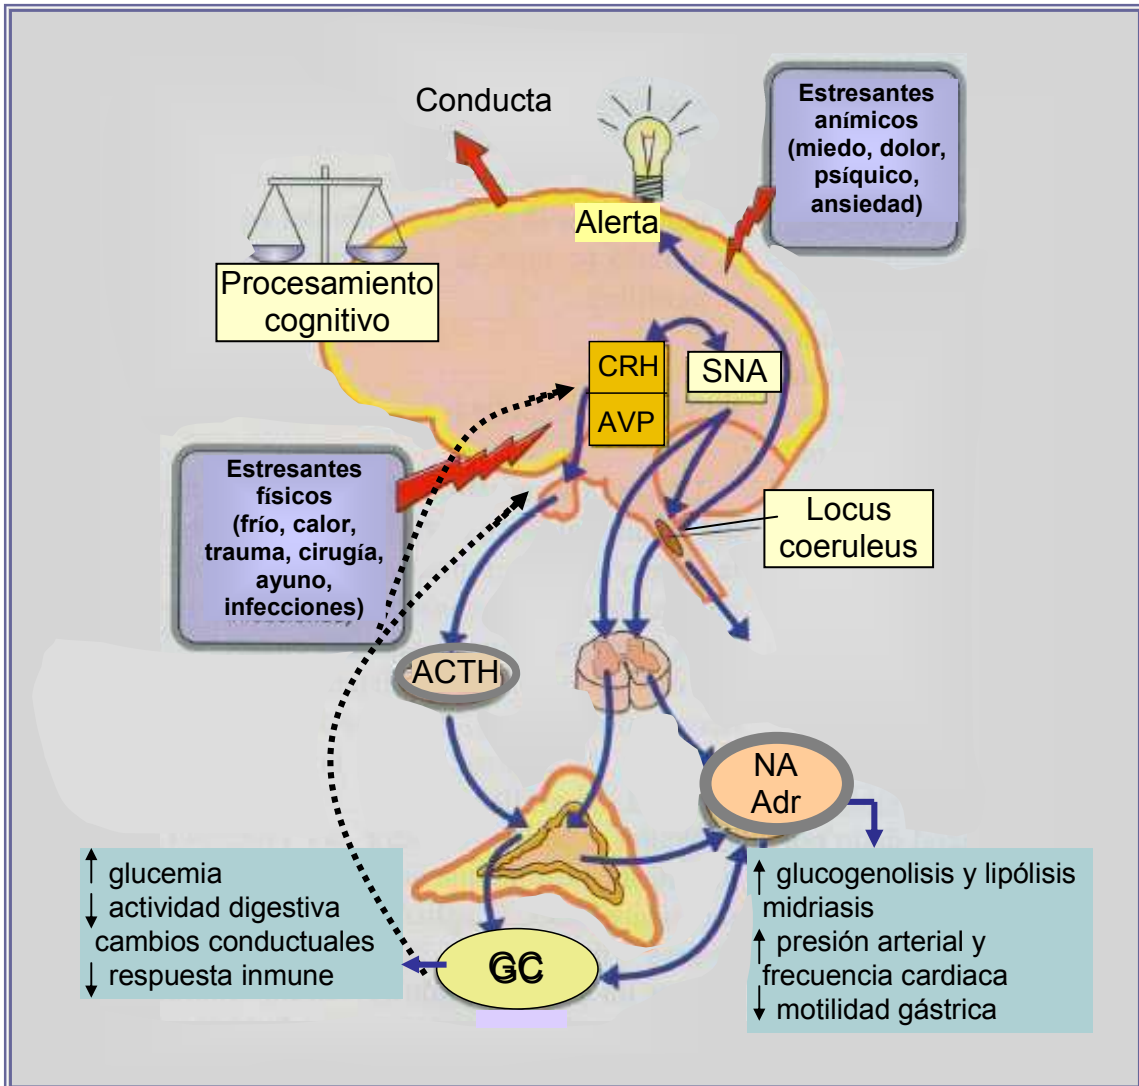 Conducta
Alerta
Estresantes
anímicos
(miedo, dolor,
psíquico,
ansiedad)
Procesamiento
cognitivo
CRH
AVP
SNA
Estresantes
físicos
(frío, calor,
trauma, cirugía,
ayuno,
infecciones)
Locus
coeruleus
ACTH
NA
Adr
GC
↑ glucemia
↓ actividad digestiva
cambios conductuales
↓ respuesta inmune
↑ glucogenolisis y lipólisis
midriasis
↑ presión arterial y
frecuencia cardiaca
↓ motilidad gástrica